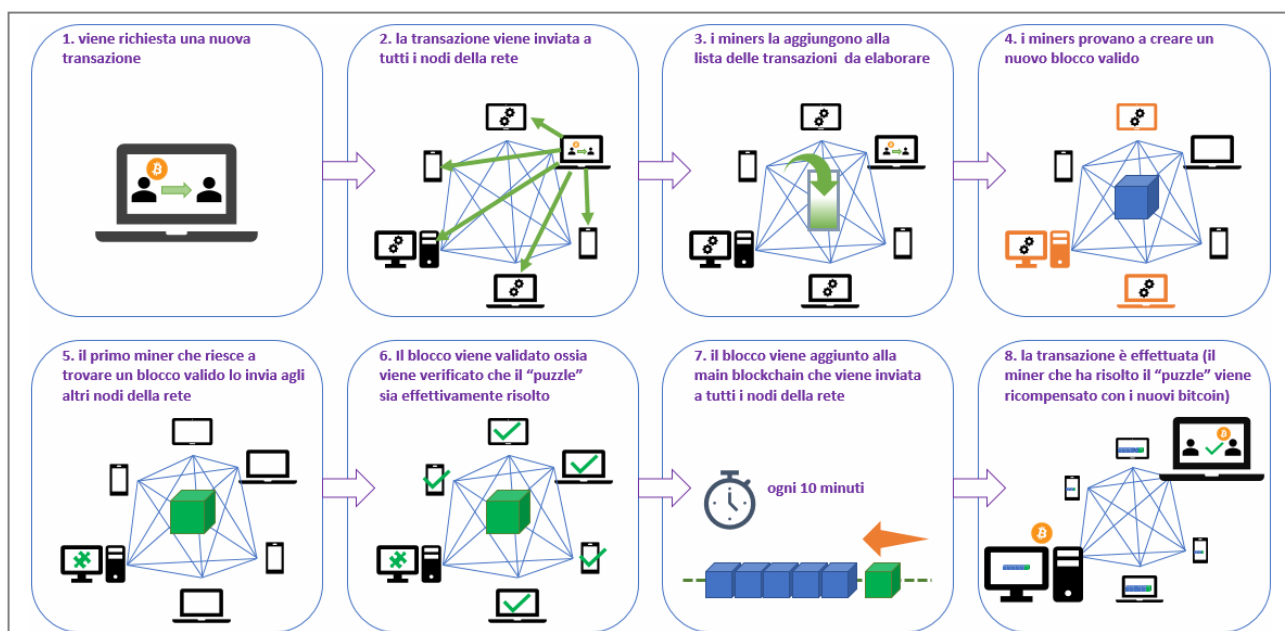 1. viene richiesta una nuova
transazione
2. la transazione viene inviata a
tutti i nodi della rete
3. i miners la aggiungono alla
lista delle transazioni da elaborare
4. i miners provano a creare un
nuovo blocco valido
5. il primo miner che riesce a
trovare un blocco valido lo invia agli
altri nodi della rete
6. Il blocco viene validato ossia
viene verificato che il “puzzle”
sia effettivamente risolto
7. il blocco viene aggiunto alla
main blockchain che viene inviata
a tutti i nodi della rete
ogni 10 minuti
8. la transazione è effettuata (il
miner che ha risolto il “puzzle” viene
ricompensato con i nuovi bitcoin)